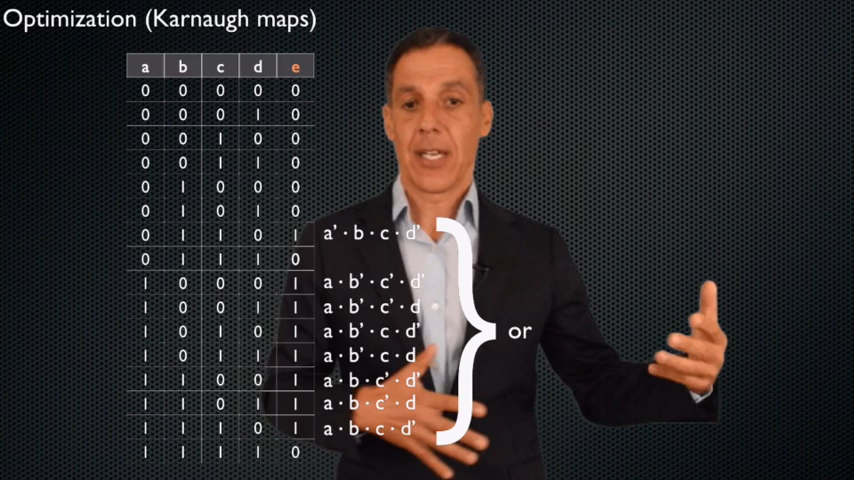 Optimization (Karnaugh maps)
a b c d e
0 0 0 0 0
0 0 0 1 0
0 0 1 0 0
0 0 1 1 0
0 1 0 0 0
0 1 0 1 0
0 1 1 0 1 a' · b · c · d'
0 1 1 1 0
1 0 0 0 1 a · b' · c' · d'
1 0 0 1 1 a · b' · c' · d
1 0 1 0 1 a · b' · c · d'
1 0 1 1 1 a · b' · c · d
or
1 1 0 0 1 a · b · c' · d'
1 1 0 1 1 a · b · c' · d
1 1 1 0 1 a · b · c · d'
1 1 1 1 0